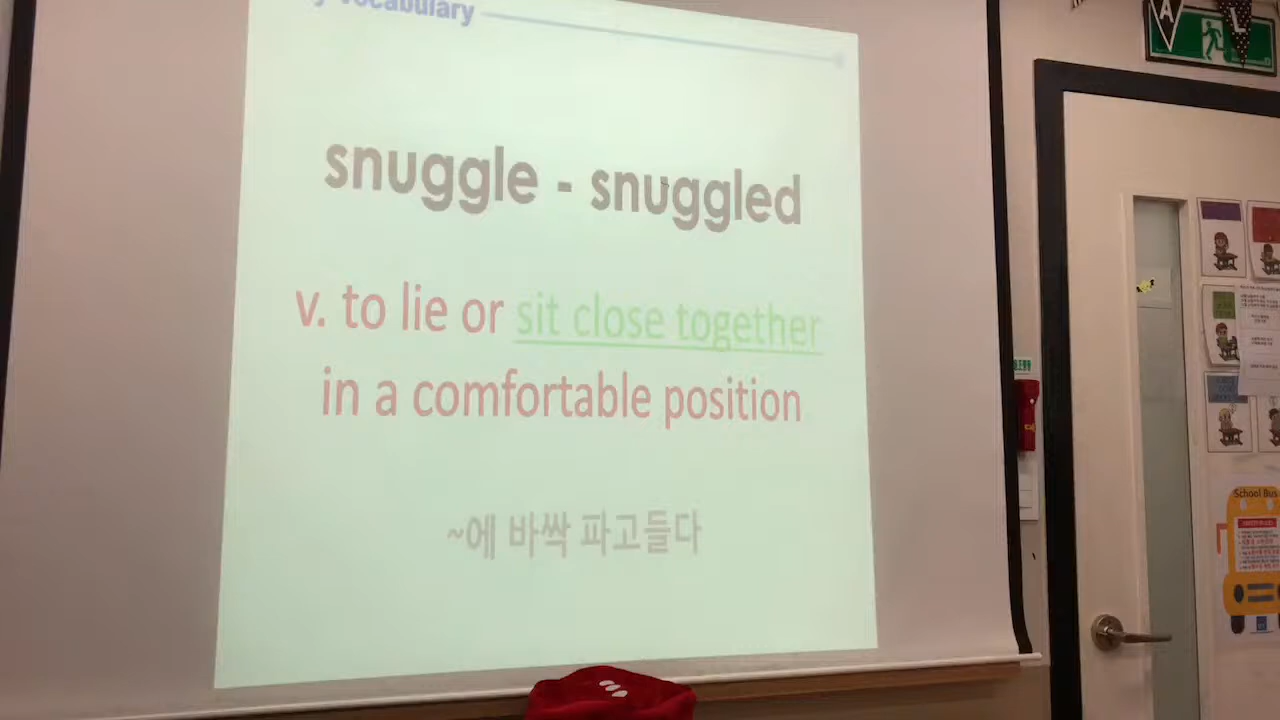 Vocabulary
snuggle - snuggled
v. to lie or sit close together
in a comfortable position
~에 바싹 파고들다
A
L
School Bus